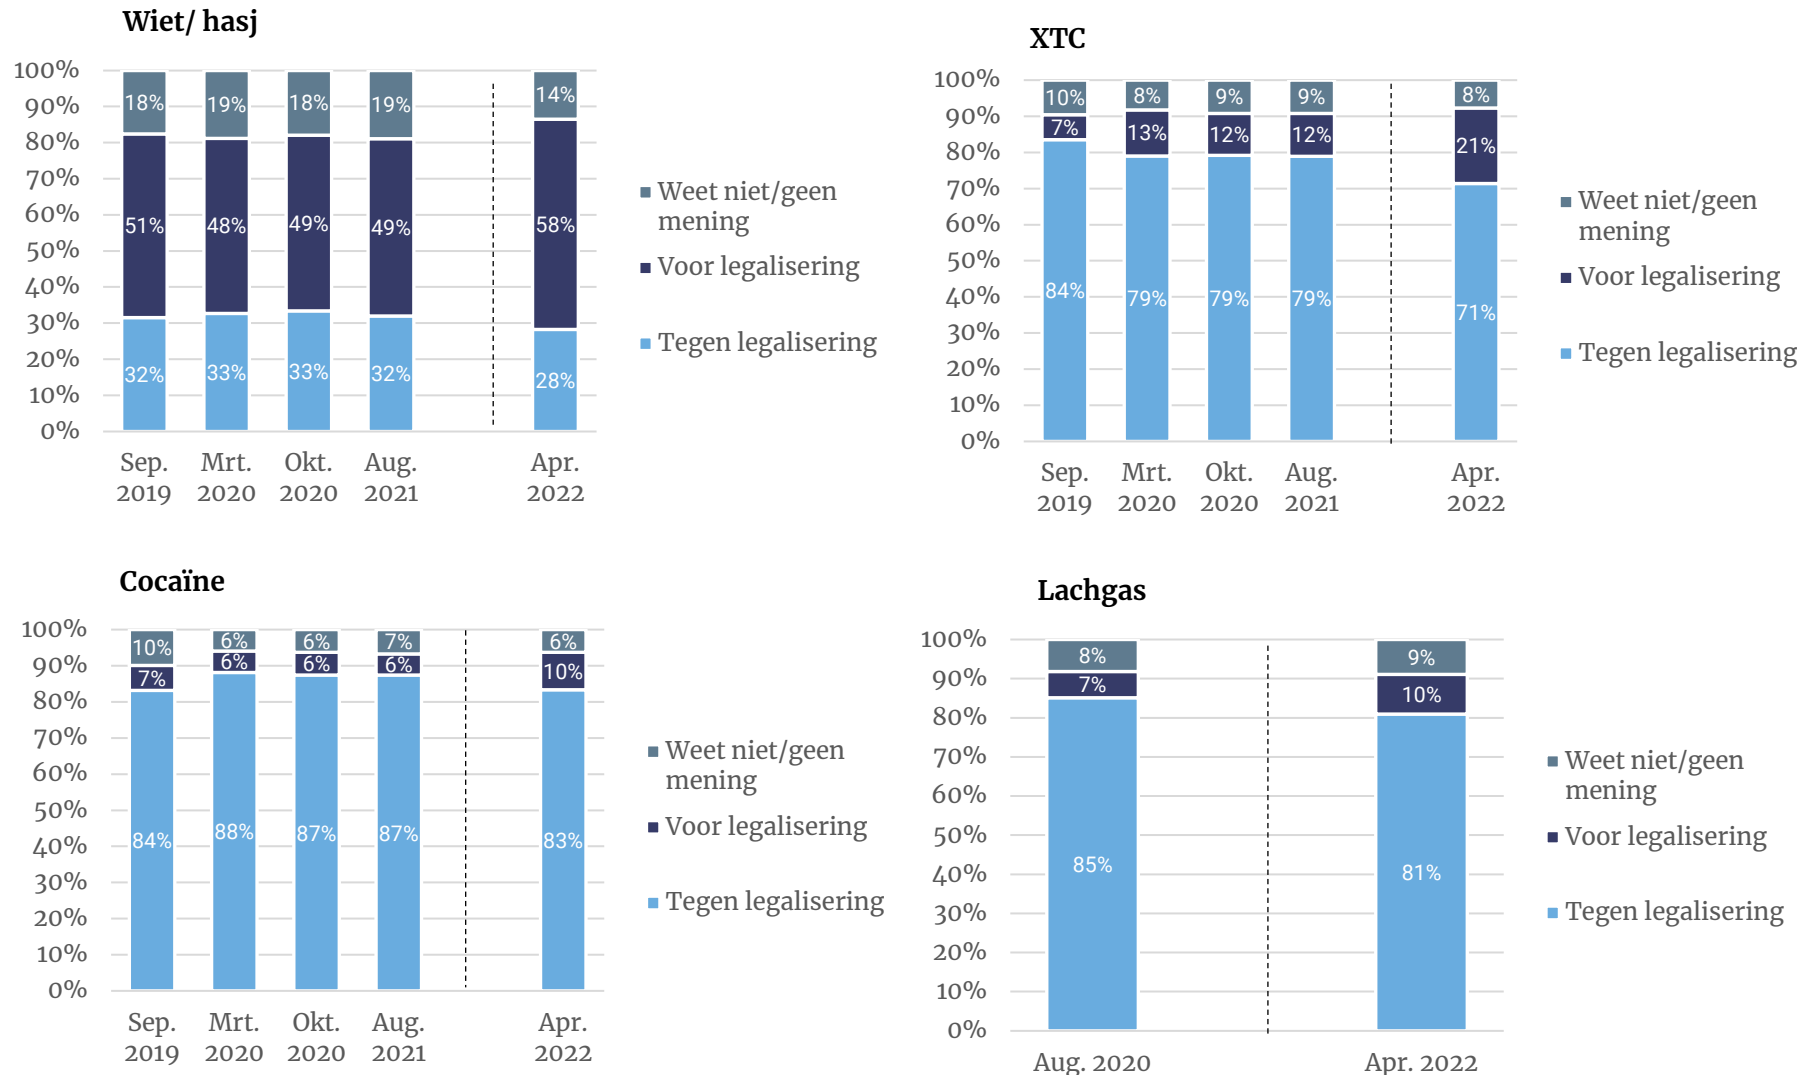 Wiet/ hasj
100%
90%
80%
70%
60%
50%
40%
30%
20%
10%
0%
18%
19%
18%
19%
14%
51%
48%
49%
49%
58%
32%
33%
33%
32%
28%
Sep.
2019
Mrt.
2020
Okt.
2020
Aug.
2021
Apr.
2022
Weet niet/geen
mening
Voor legalisering
Tegen legalisering
XTC
100%
90%
80%
70%
60%
50%
40%
30%
20%
10%
0%
10%
8%
9%
9%
8%
7%
13%
12%
12%
21%
84%
79%
79%
79%
71%
Sep.
2019
Mrt.
2020
Okt.
2020
Aug.
2021
Apr.
2022
Weet niet/geen
mening
Voor legalisering
Tegen legalisering
Cocaïne
100%
90%
80%
70%
60%
50%
40%
30%
20%
10%
0%
10%
6%
6%
7%
6%
7%
6%
6%
6%
10%
84%
88%
87%
87%
83%
Sep.
2019
Mrt.
2020
Okt.
2020
Aug.
2021
Apr.
2022
Weet niet/geen
mening
Voor legalisering
Tegen legalisering
Lachgas
100%
90%
80%
70%
60%
50%
40%
30%
20%
10%
0%
8%
9%
7%
10%
85%
81%
Aug. 2020
Apr. 2022
Weet niet/geen
mening
Voor legalisering
Tegen legalisering